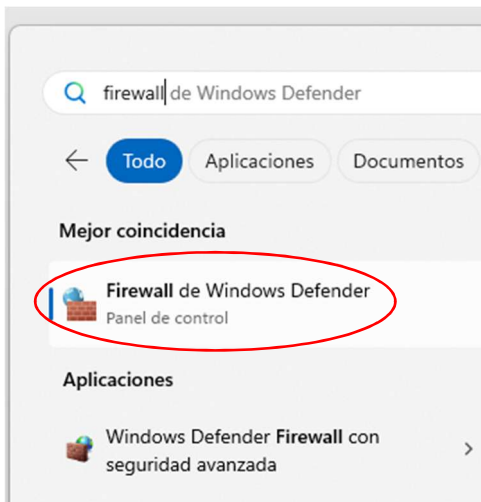 firewall de Windows Defender
Todo Aplicaciones Documentos
Mejor coincidencia
Firewall de Windows Defender
Panel de control
Aplicaciones
Windows Defender Firewall con
seguridad avanzada